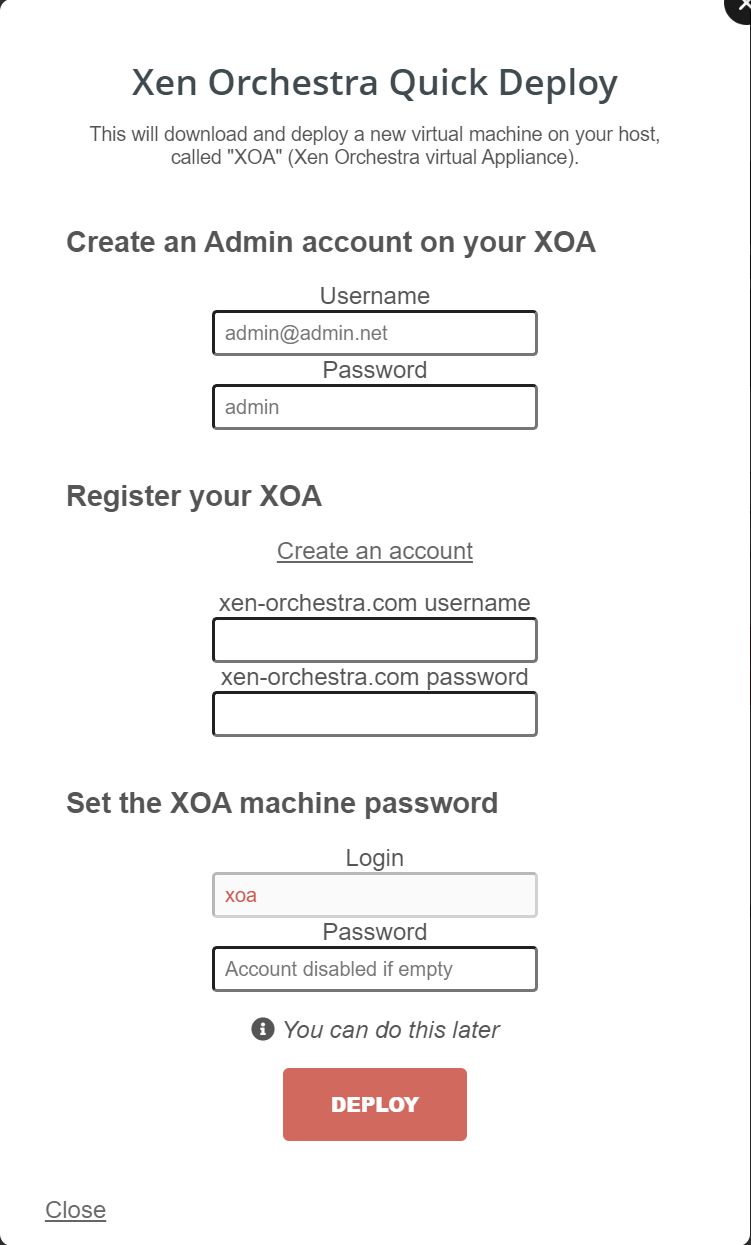 Xen Orchestra Quick Deploy
This will download and deploy a new virtual machine on your host,
called "XOA" (Xen Orchestra virtual Appliance).
Create an Admin account on your XOA
Username
admin@admin.net
Password
admin
Register your XOA
Create an account
xen-orchestra.com username
xen-orchestra.com password
Set the XOA machine password
Login
xoa
Password
Account disabled if empty
You can do this later
DEPLOY
Close